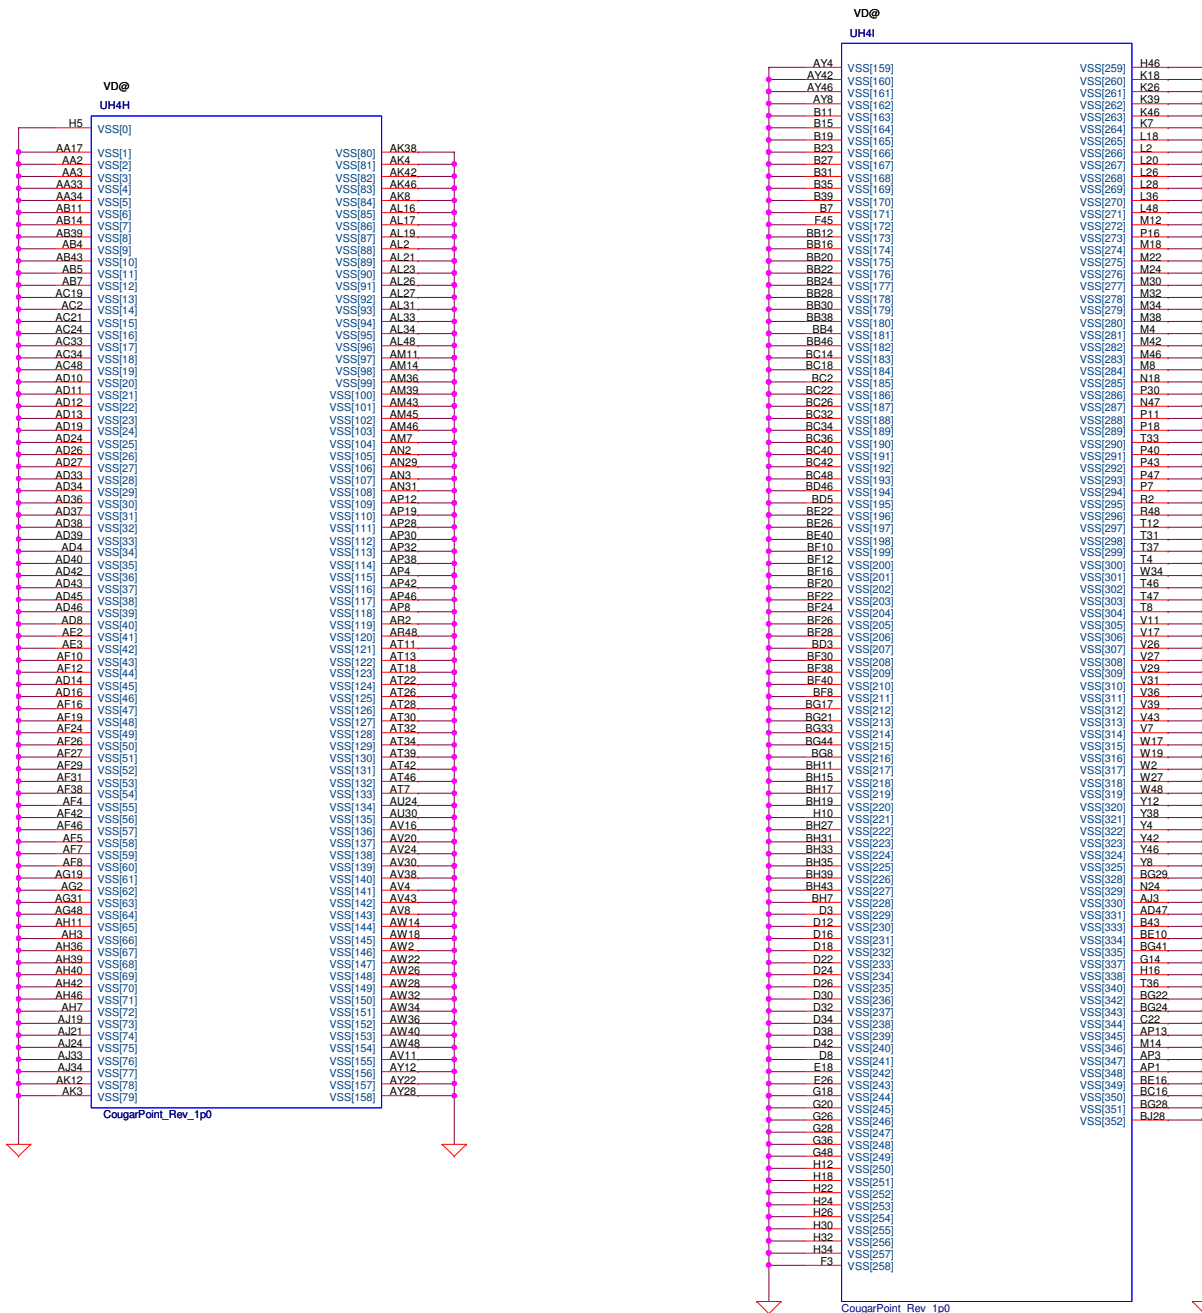 VD@
UH4H
H5 VSS[0]
AA17 VSS[1] VSS[80] AK38
AA2 VSS[2] VSS[81] AK4
AA3 VSS[3] VSS[82] AK42
AA33 VSS[4] VSS[83] AK46
AA34 VSS[5] VSS[84] AK8
AB11 VSS[6] VSS[85] AL16
AB14 VSS[7] VSS[86] AL17
AB39 VSS[8] VSS[87] AL19
AB4 VSS[9] VSS[88] AL2
AB43 VSS[10] VSS[89] AL21
AB5 VSS[11] VSS[90] AL23
AB7 VSS[12] VSS[91] AL26
AC19 VSS[13] VSS[92] AL27
AC2 VSS[14] VSS[93] AL31
AC21 VSS[15] VSS[94] AL33
AC24 VSS[16] VSS[95] AL34
AC33 VSS[17] VSS[96] AL48
AC34 VSS[18] VSS[97] AM11
AC48 VSS[19] VSS[98] AM14
AD10 VSS[20] VSS[99] AM36
AD11 VSS[21] VSS[100] AM39
AD12 VSS[22] VSS[101] AM43
AD13 VSS[23] VSS[102] AM45
AD19 VSS[24] VSS[103] AM46
AD24 VSS[25] VSS[104] AM7
AD26 VSS[26] VSS[105] AN2
AD27 VSS[27] VSS[106] AN29
AD33 VSS[28] VSS[107] AN3
AD34 VSS[29] VSS[108] AN31
AD36 VSS[30] VSS[109] AP12
AD37 VSS[31] VSS[110] AP19
AD38 VSS[32] VSS[111] AP28
AD39 VSS[33] VSS[112] AP30
AD4 VSS[34] VSS[113] AP32
AD40 VSS[35] VSS[114] AP38
AD42 VSS[36] VSS[115] AP4
AD43 VSS[37] VSS[116] AP42
AD45 VSS[38] VSS[117] AP46
AD46 VSS[39] VSS[118] AP8
AD8 VSS[40] VSS[119] AR2
AE2 VSS[41] VSS[120] AR48
AE3 VSS[42] VSS[121] AT11
AF10 VSS[43] VSS[122] AT13
AF12 VSS[44] VSS[123] AT18
AD14 VSS[45] VSS[124] AT22
AD16 VSS[46] VSS[125] AT26
AF16 VSS[47] VSS[126] AT28
AF19 VSS[48] VSS[127] AT30
AF24 VSS[49] VSS[128] AT32
AF26 VSS[50] VSS[129] AT34
AF27 VSS[51] VSS[130] AT39
AF29 VSS[52] VSS[131] AT42
AF31 VSS[53] VSS[132] AT46
AF38 VSS[54] VSS[133] AT7
AF4 VSS[55] VSS[134] AU24
AF42 VSS[56] VSS[135] AU30
AF46 VSS[57] VSS[136] AV16
AF5 VSS[58] VSS[137] AV20
AF7 VSS[59] VSS[138] AV24
AF8 VSS[60] VSS[139] AV30
AG19 VSS[61] VSS[140] AV38
AG2 VSS[62] VSS[141] AV4
AG31 VSS[63] VSS[142] AV43
AG48 VSS[64] VSS[143] AV8
AH11 VSS[65] VSS[144] AW14
AH3 VSS[66] VSS[145] AW18
AH36 VSS[67] VSS[146] AW2
AH39 VSS[68] VSS[147] AW22
AH40 VSS[69] VSS[148] AW26
AH42 VSS[70] VSS[149] AW28
AH46 VSS[71] VSS[150] AW32
AH7 VSS[72] VSS[151] AW34
AJ19 VSS[73] VSS[152] AW36
AJ21 VSS[74] VSS[153] AW40
AJ24 VSS[75] VSS[154] AW48
AJ33 VSS[76] VSS[155] AV11
AJ34 VSS[77] VSS[156] AY12
AK12 VSS[78] VSS[157] AY22
AK3 VSS[79] VSS[158] AY28
CougarPoint_Rev_1p0
VD@
UH4I
AY4 VSS[159] VSS[259] H46
AY42 VSS[160] VSS[260] K18
AY46 VSS[161] VSS[261] K26
AY8 VSS[162] VSS[262] K39
B11 VSS[163] VSS[263] K46
B15 VSS[164] VSS[264] K7
B19 VSS[165] VSS[265] L18
B23 VSS[166] VSS[266] L2
B27 VSS[167] VSS[267] L20
B31 VSS[168] VSS[268] L26
B35 VSS[169] VSS[269] L28
B39 VSS[170] VSS[270] L36
B7 VSS[171] VSS[271] L48
F45 VSS[172] VSS[272] M12
BB12 VSS[173] VSS[273] P16
BB16 VSS[174] VSS[274] M18
BB20 VSS[175] VSS[275] M22
BB22 VSS[176] VSS[276] M24
BB24 VSS[177] VSS[277] M30
BB28 VSS[178] VSS[278] M32
BB30 VSS[179] VSS[279] M34
BB38 VSS[180] VSS[280] M38
BB4 VSS[181] VSS[281] M4
BB46 VSS[182] VSS[282] M42
BC14 VSS[183] VSS[283] M46
BC18 VSS[184] VSS[284] M8
BC2 VSS[185] VSS[285] N18
BC22 VSS[186] VSS[286] P30
BC26 VSS[187] VSS[287] N47
BC32 VSS[188] VSS[288] P11
BC34 VSS[189] VSS[289] P18
BC36 VSS[190] VSS[290] T33
BC40 VSS[191] VSS[291] P40
BC42 VSS[192] VSS[292] P43
BC48 VSS[193] VSS[293] P47
BD46 VSS[194] VSS[294] P7
BD5 VSS[195] VSS[295] R2
BE22 VSS[196] VSS[296] R48
BE26 VSS[197] VSS[297] T12
BE40 VSS[198] VSS[298] T31
BF10 VSS[199] VSS[299] T37
BF12 VSS[200] VSS[300] T4
BF16 VSS[201] VSS[301] W34
BF20 VSS[202] VSS[302] T46
BF22 VSS[203] VSS[303] T47
BF24 VSS[204] VSS[304] T8
BF26 VSS[205] VSS[305] V11
BF28 VSS[206] VSS[306] V17
BD3 VSS[207] VSS[307] V26
BF30 VSS[208] VSS[308] V27
BF38 VSS[209] VSS[309] V29
BF40 VSS[210] VSS[310] V31
BF8 VSS[211] VSS[311] V36
BG17 VSS[212] VSS[312] V39
BG21 VSS[213] VSS[313] V43
BG33 VSS[214] VSS[314] V7
BG44 VSS[215] VSS[315] W17
BG8 VSS[216] VSS[316] W19
BH11 VSS[217] VSS[317] W2
BH15 VSS[218] VSS[318] W27
BH17 VSS[219] VSS[319] W48
BH19 VSS[220] VSS[320] Y12
H10 VSS[221] VSS[321] Y38
BH27 VSS[222] VSS[322] Y4
BH31 VSS[223] VSS[323] Y42
BH33 VSS[224] VSS[324] Y46
BH35 VSS[225] VSS[325] Y8
BH39 VSS[226] VSS[328] BG29
BH43 VSS[227] VSS[329] N24
BH7 VSS[228] VSS[330] AJ3
D3 VSS[229] VSS[331] AD47
D12 VSS[230] VSS[333] B43
D16 VSS[231] VSS[334] BE10
D18 VSS[232] VSS[335] BG41
D22 VSS[233] VSS[337] G14
D24 VSS[234] VSS[338] H16
D26 VSS[235] VSS[340] T36
D30 VSS[236] VSS[342] BG22
D32 VSS[237] VSS[343] BG24
D34 VSS[238] VSS[344] C22
D38 VSS[239] VSS[345] AP13
D42 VSS[240] VSS[346] M14
D8 VSS[241] VSS[347] AP3
E18 VSS[242] VSS[348] AP1
E26 VSS[243] VSS[349] BE16
G18 VSS[244] VSS[350] BC16
G20 VSS[245] VSS[351] BG28
G26 VSS[246] VSS[352] BJ28
G28 VSS[247]
G36 VSS[248]
G48 VSS[249]
H12 VSS[250]
H18 VSS[251]
H22 VSS[252]
H24 VSS[253]
H26 VSS[254]
H30 VSS[255]
H32 VSS[256]
H34 VSS[257]
F3 VSS[258]
CougarPoint_Rev_1p0